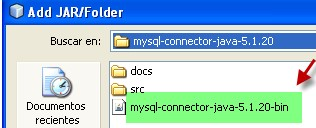 Add JAR/Folder
Buscar en:
mysql-connector-java-5.1.20
docs
src
mysql-connector-java-5.1.20-bin
Documentos
recientes